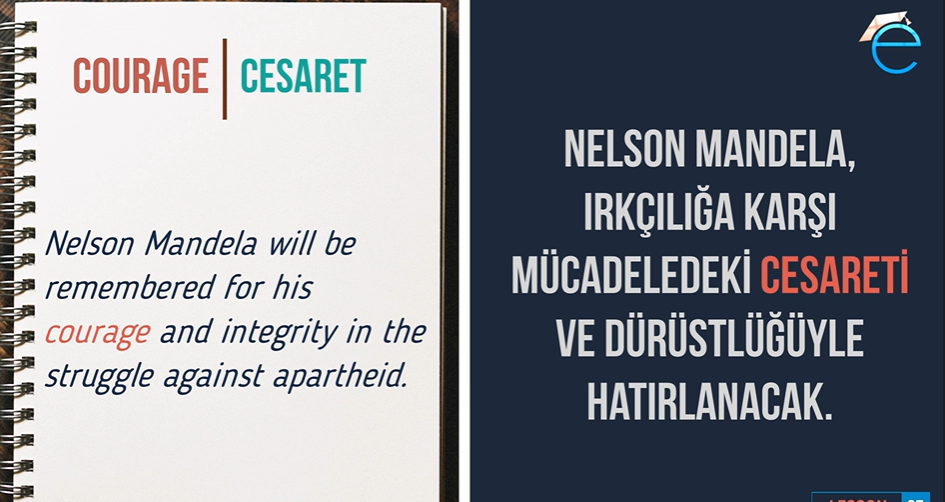 COURAGE | CESARET
Nelson Mandela will be
remembered for his
courage and integrity in the
struggle against apartheid.
NELSON MANDELA,
IRKÇILIĞA KARŞI
MÜCADELEDEKİ CESARETİ
VE DÜRÜSTLÜĞÜYLE
HATIRLANACAK.